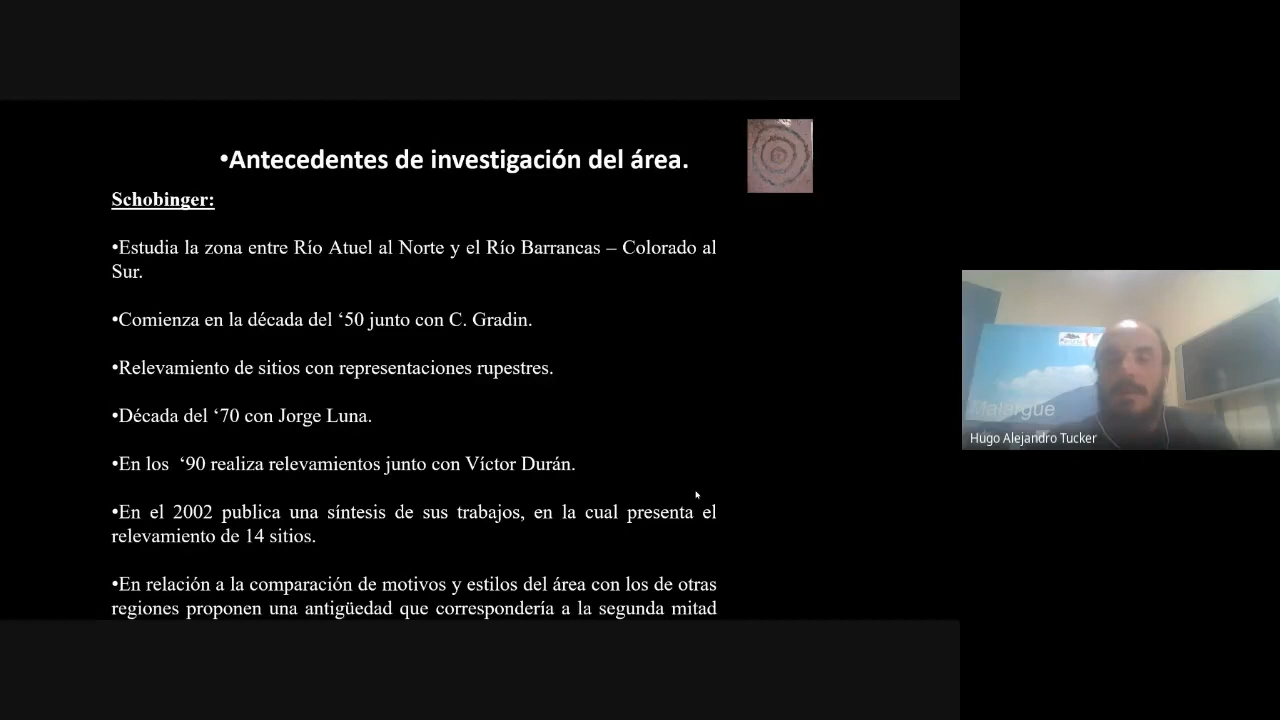 •Antecedentes de investigación del área.
Schobinger:
•Estudia la zona entre Río Atuel al Norte y el Río Barrancas – Colorado al
Sur.
•Comienza en la década del ‘50 junto con C. Gradin.
•Relevamiento de sitios con representaciones rupestres.
•Década del ‘70 con Jorge Luna.
•En los ‘90 realiza relevamientos junto con Víctor Durán.
•En el 2002 publica una síntesis de sus trabajos, en la cual presenta el
relevamiento de 14 sitios.
•En relación a la comparación de motivos y estilos del área con los de otras
regiones proponen una antigüedad que correspondería a la segunda mitad
Malargüe
Hugo Alejandro Tucker